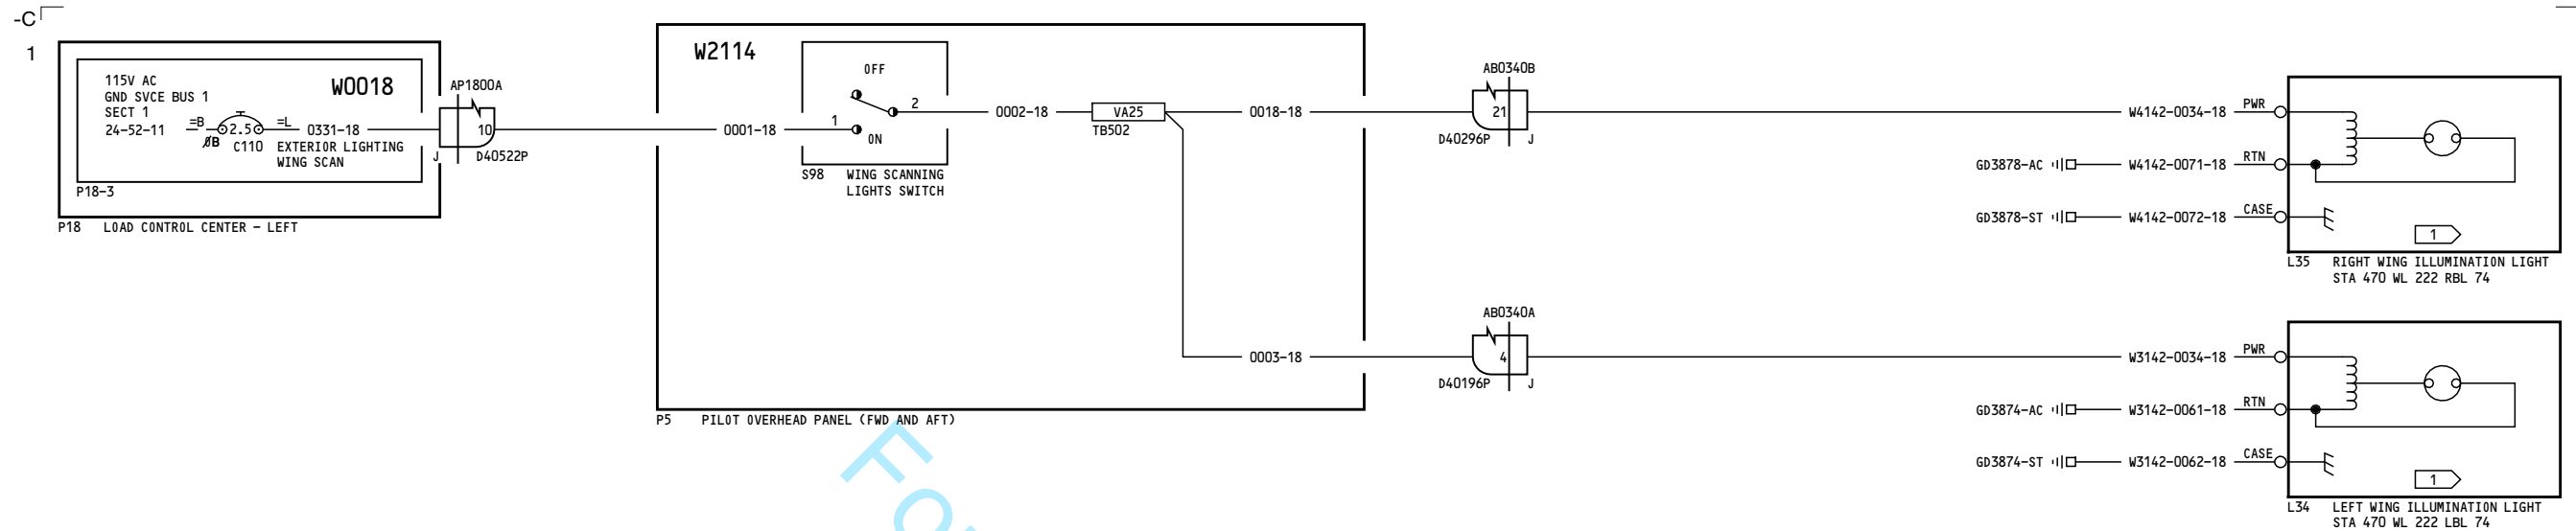 -C
1
115V AC
GND SVCE BUS 1
SECT 1
24-52-11
=B
ØB
2.5
C110
=L
0331-18
EXTERIOR LIGHTING
WING SCAN
W0018
P18-3
P18 LOAD CONTROL CENTER - LEFT
AP1800A
10
J D40522P
W2114
0001-18
OFF
1
2
ON
S98 WING SCANNING
LIGHTS SWITCH
0002-18
VA25
TB502
0018-18
0003-18
P5 PILOT OVERHEAD PANEL (FWD AND AFT)
AB0340B
21
D40296P J
AB0340A
4
D40196P J
W4142-0034-18 PWR
GD3878-AC W4142-0071-18 RTN
GD3878-ST W4142-0072-18 CASE
1
L35 RIGHT WING ILLUMINATION LIGHT
STA 470 WL 222 RBL 74
W3142-0034-18 PWR
GD3874-AC W3142-0061-18 RTN
GD3874-ST W3142-0062-18 CASE
1
L34 LEFT WING ILLUMINATION LIGHT
STA 470 WL 222 LBL 74